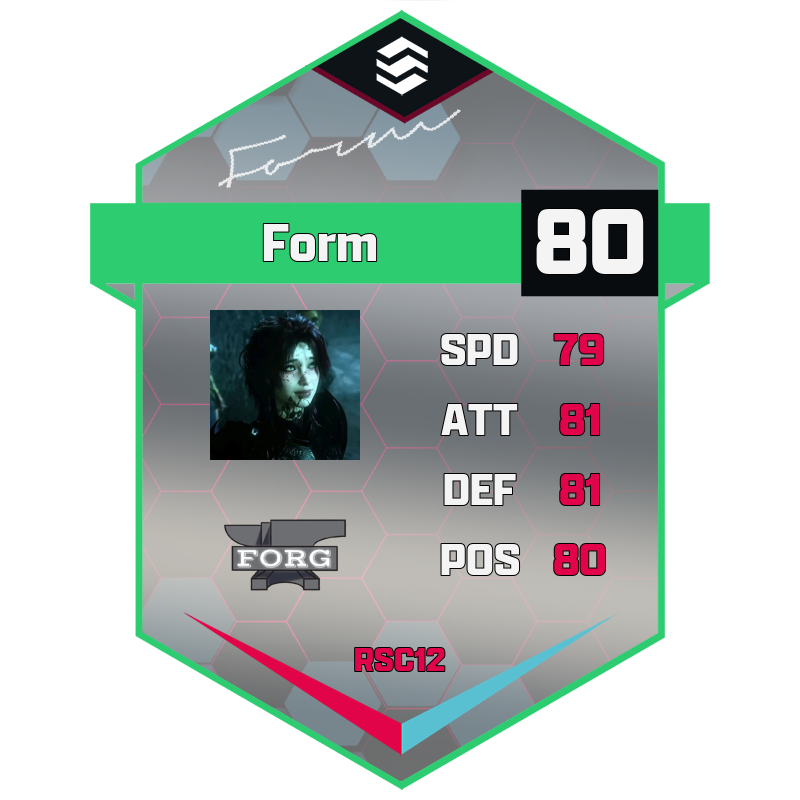 Form
Form 80
SPD 79
ATT 81
DEF 81
FORG
POS 80
RSC12